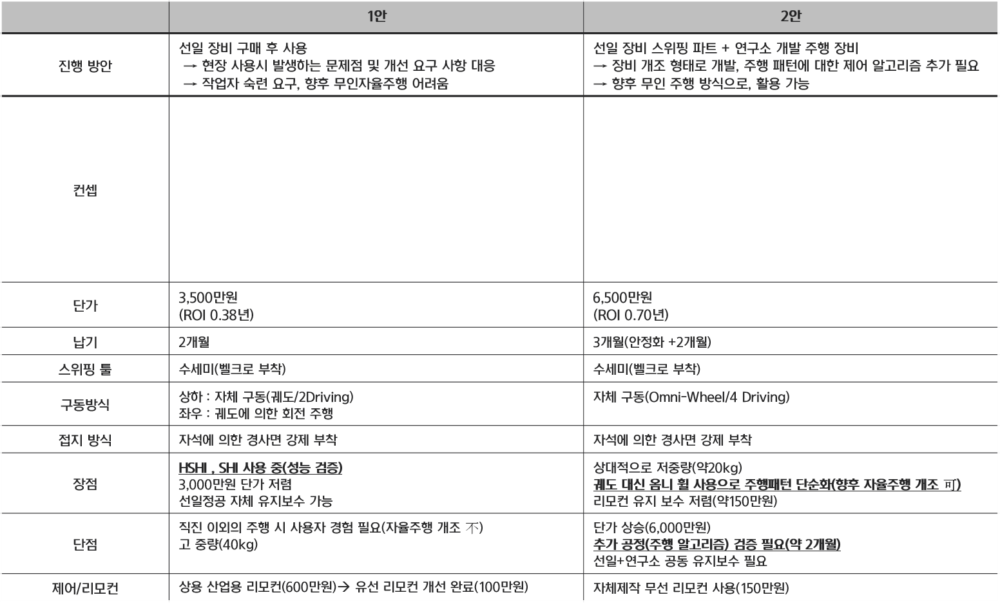 1안 2안
진행 방안
선일 장비 구매 후 사용
→ 현장 사용시 발생하는 문제점 및 개선 요구 사항 대응
→ 작업자 숙련 요구, 향후 무인자율주행 어려움
선일 장비 스위핑 파트 + 연구소 개발 주행 장비
→ 장비 개조 형태로 개발, 주행 패턴에 대한 제어 알고리즘 추가 필요
→ 향후 무인 주행 방식으로, 활용 가능
컨셉
단가
3,500만원
(ROI 0.38년)
6,500만원
(ROI 0.70년)
납기
2개월
3개월(안정화 +2개월)
스위핑 툴
수세미(벨크로 부착)
수세미(벨크로 부착)
구동방식
상하 : 자체 구동(궤도/2Driving)
좌우 : 궤도에 의한 회전 주행
자체 구동(Omni-Wheel/4 Driving)
접지 방식
자석에 의한 경사면 강제 부착
자석에 의한 경사면 강제 부착
장점
HSHI , SHI 사용 중(성능 검증)
3,000만원 단가 저렴
선일정공 자체 유지보수 가능
상대적으로 저중량(약20kg)
궤도 대신 옴니 휠 사용으로 주행패턴 단순화(향후 자율주행 개조 可)
리모컨 유지 보수 저렴(약150만원)
단점
직진 이외의 주행 시 사용자 경험 필요(자율주행 개조 不)
고 중량(40kg)
단가 상승(6,000만원)
추가 공정(주행 알고리즘) 검증 필요(약 2개월)
선일+연구소 공동 유지보수 필요
제어/리모컨
상용 산업용 리모컨(600만원)→ 유선 리모컨 개선 완료(100만원)
자체제작 무선 리모컨 사용(150만원)